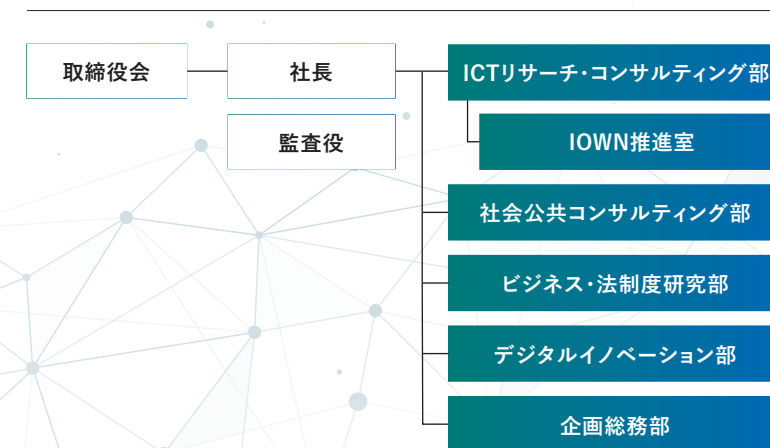 取締役会
社長
監査役
ICTリサーチ・コンサルティング部
IOWN推進室
社会公共コンサルティング部
ビジネス・法制度研究部
デジタルイノベーション部
企画総務部